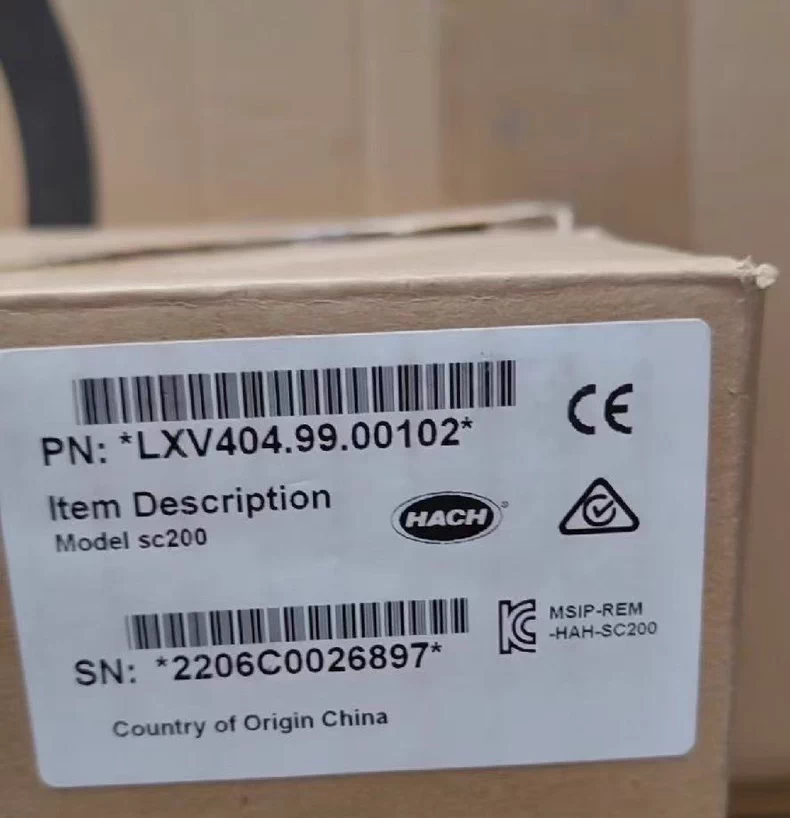 PN: *LXV404.99.00102*
CE
Item Description
Model sc200
HACH®
SN: *2206C0026897*
MSIP-REM
-HAH-SC200
Country of Origin China